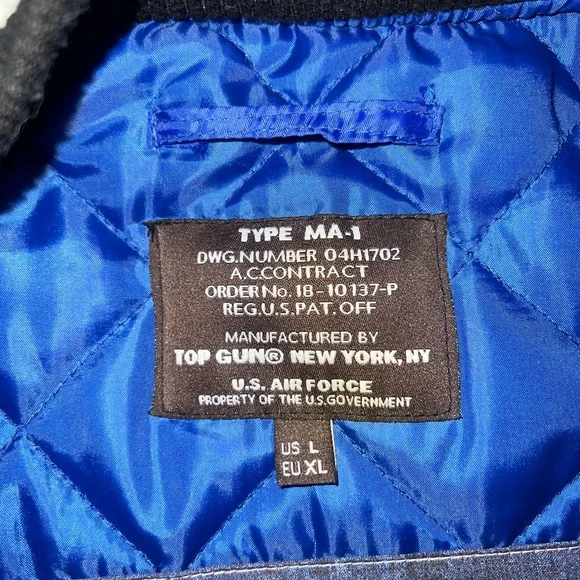 TYPE MA-1
DWG.NUMBER 04H1702
A.C.CONTRACT
ORDER No. 18-10137-P
REG.U.S.PAT. OFF
MANUFACTURED BY
TOP GUN® NEW YORK, NY
U.S. AIR FORCE
PROPERTY OF THE U.S.GOVERNMENT
US L
EU XL